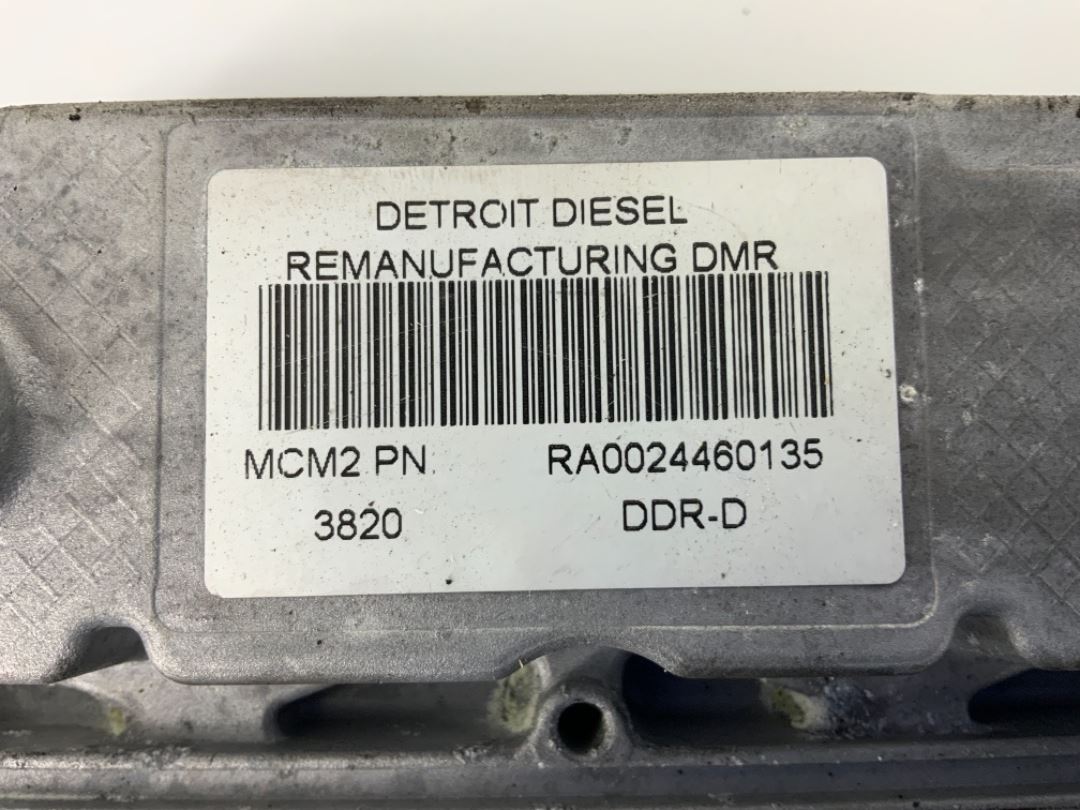 DETROIT DIESEL
REMANUFACTURING DMR
MCM2 PN RA0024460135
3820 DDR-D